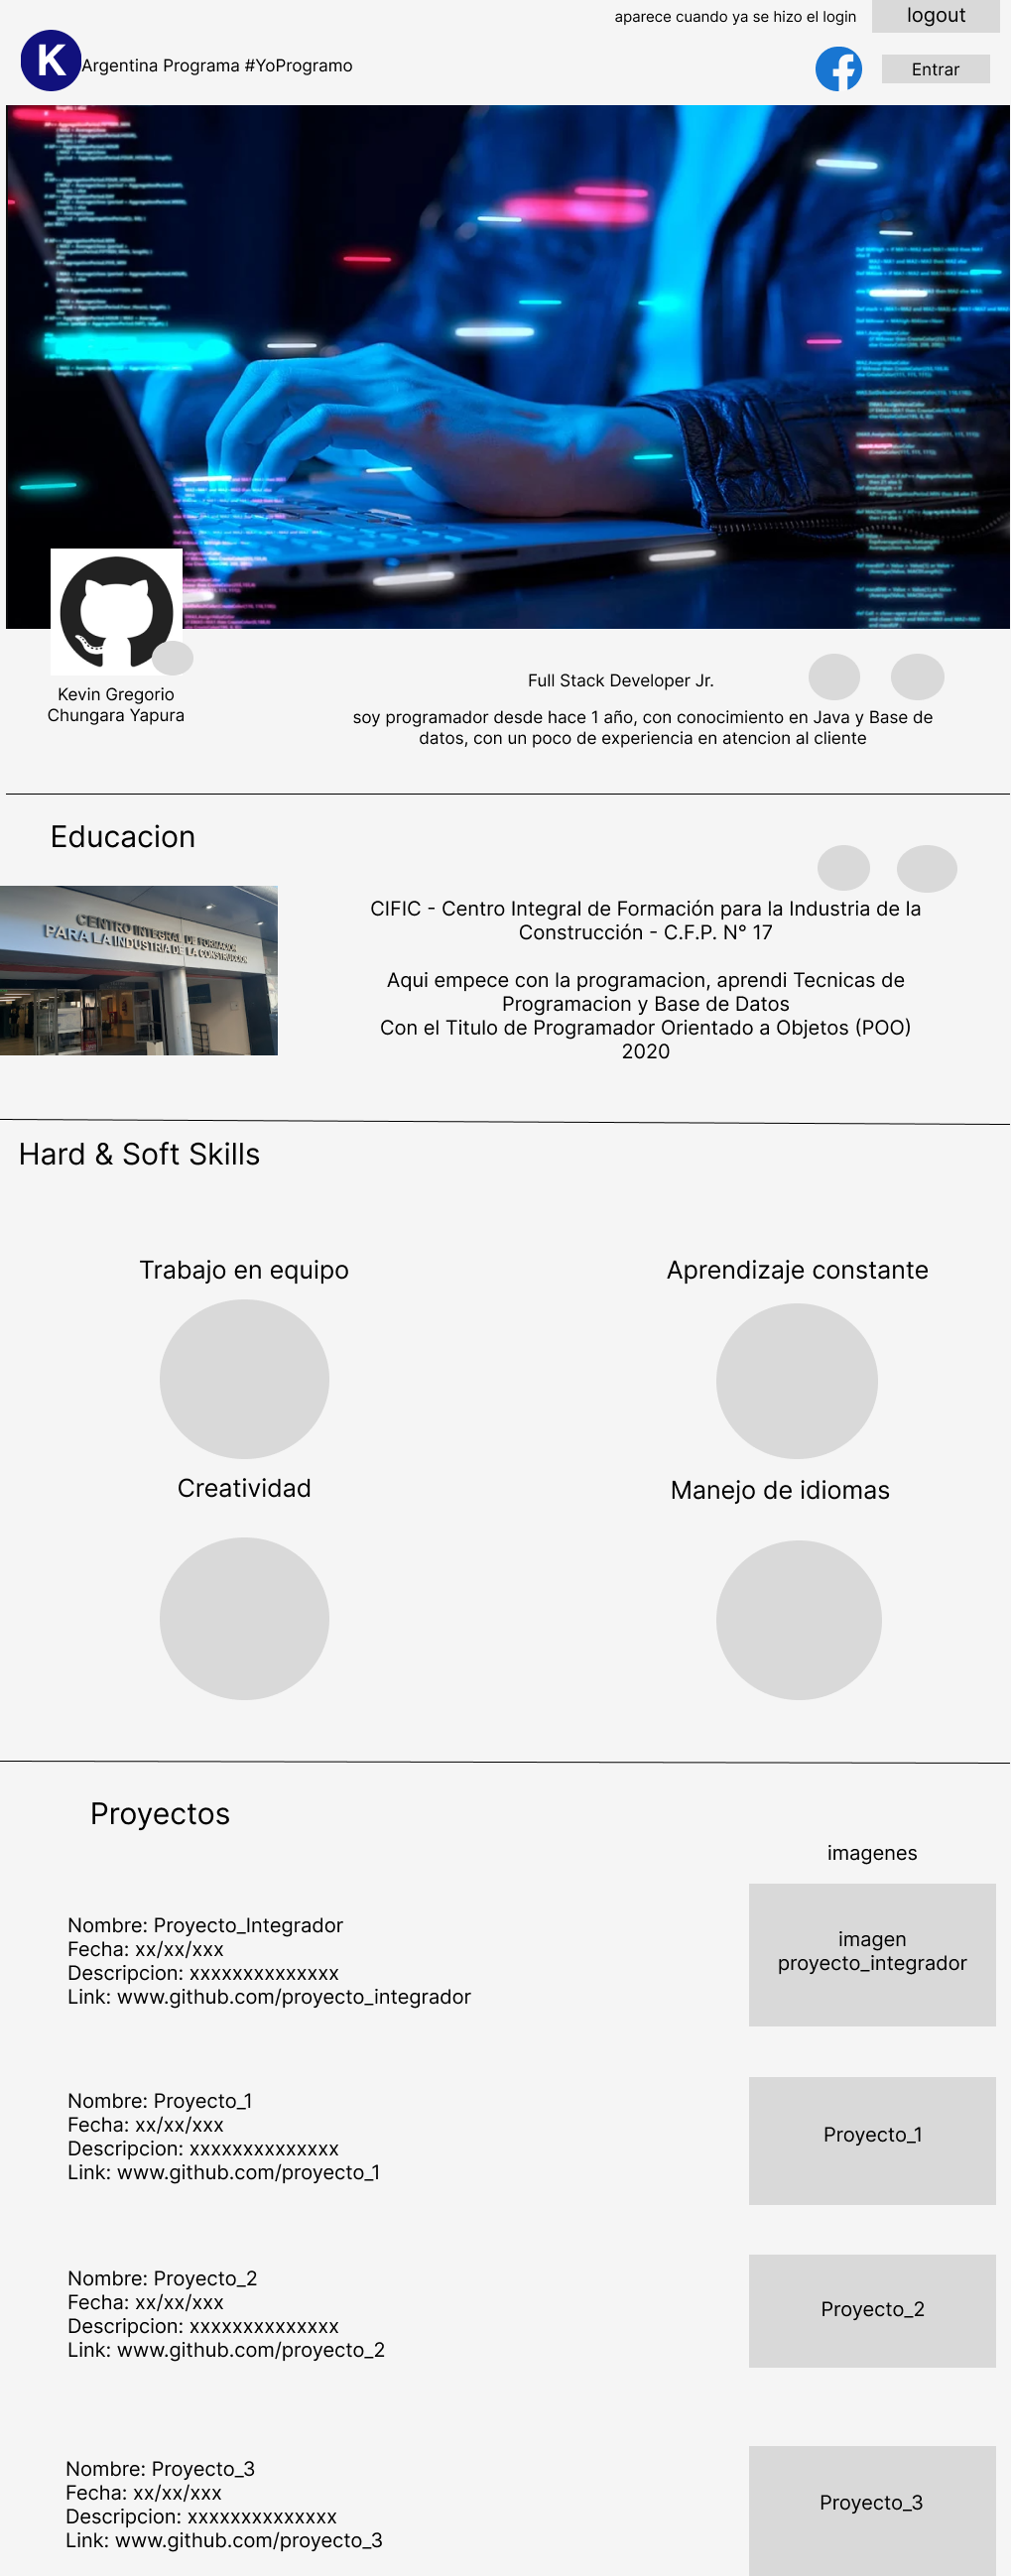 aparece cuando ya se hizo el login
logout
K
Argentina Programa #YoProgramo
Entrar
Kevin Gregorio
Chungara Yapura
Full Stack Developer Jr.
soy programador desde hace 1 año, con conocimiento en Java y Base de
datos, con un poco de experiencia en atencion al cliente
Educacion
CENTRO INTEGRAL DE FORMACION
PARA LA INDUSTRIA DE LA CONSTRUCCION
CIFIC - Centro Integral de Formación para la Industria de la
Construcción - C.F.P. N° 17
Aqui empece con la programacion, aprendi Tecnicas de
Programacion y Base de Datos
Con el Titulo de Programador Orientado a Objetos (POO)
2020
Hard & Soft Skills
Trabajo en equipo
Aprendizaje constante
Creatividad
Manejo de idiomas
Proyectos
imagenes
Nombre: Proyecto_Integrador
Fecha: xx/xx/xxx
Descripcion: xxxxxxxxxxxxxx
Link: www.github.com/proyecto_integrador
imagen
proyecto_integrador
Nombre: Proyecto_1
Fecha: xx/xx/xxx
Descripcion: xxxxxxxxxxxxxx
Link: www.github.com/proyecto_1
Proyecto_1
Nombre: Proyecto_2
Fecha: xx/xx/xxx
Descripcion: xxxxxxxxxxxxxx
Link: www.github.com/proyecto_2
Proyecto_2
Nombre: Proyecto_3
Fecha: xx/xx/xxx
Descripcion: xxxxxxxxxxxxxx
Link: www.github.com/proyecto_3
Proyecto_3